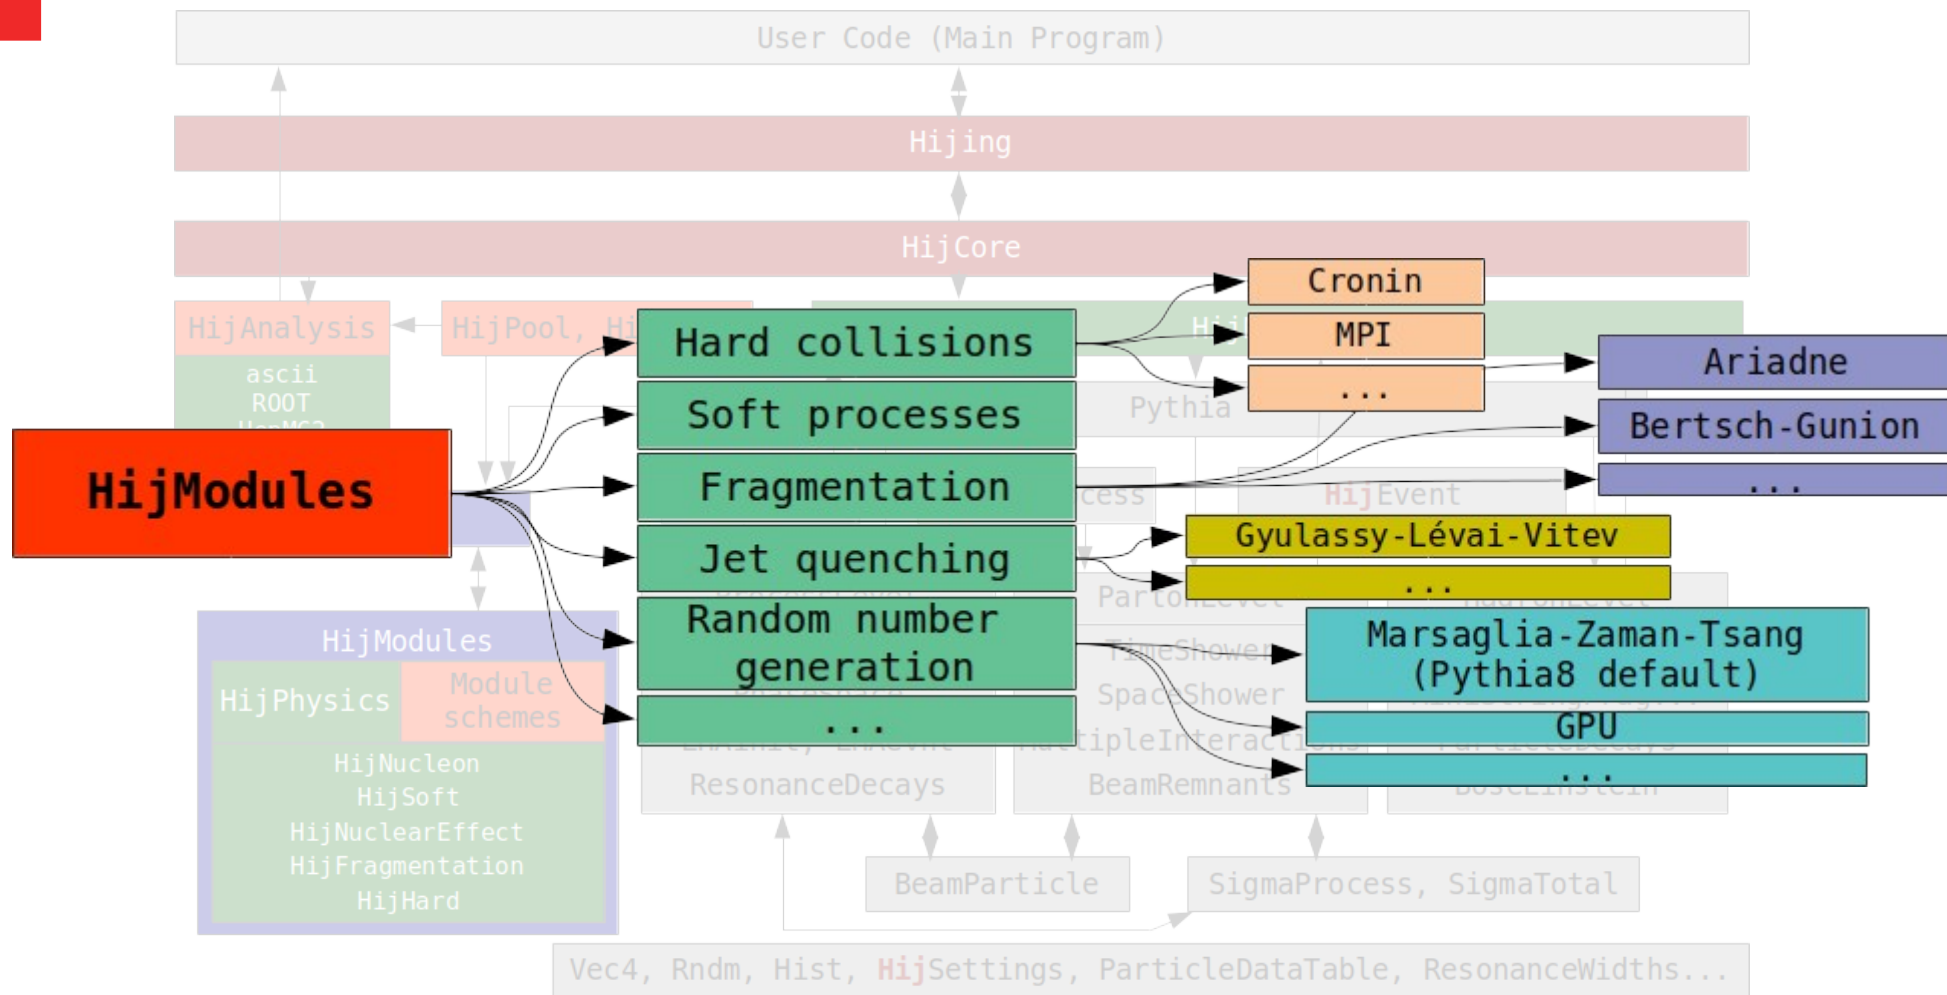 User Code (Main Program)
Hijing
HijCore
HijAnalysis
HijPool,
ascii
ROOT
Pythia
HijEvent
HijModules
Hard collisions
Soft processes
Fragmentation
Jet quenching
Random number
generation
...
Cronin
MPI
...
Ariadne
Bertsch-Gunion
...
Gyulassy-Lévai-Vitev
...
Marsaglia-Zaman-Tsang
(Pythia8 default)
GPU
...
HijModules
HijPhysics
Module
schemes
HijNucleon
HijSoft
HijNuclearEffect
HijFragmentation
HijHard
ResonanceDecays
PartonLevel
TimeShower
SpaceShower
MultipleInteractions
BeamRemnants
BeamParticle
SigmaProcess, SigmaTotal
Vec4, Rndm, Hist, HijSettings, ParticleDataTable, ResonanceWidths...